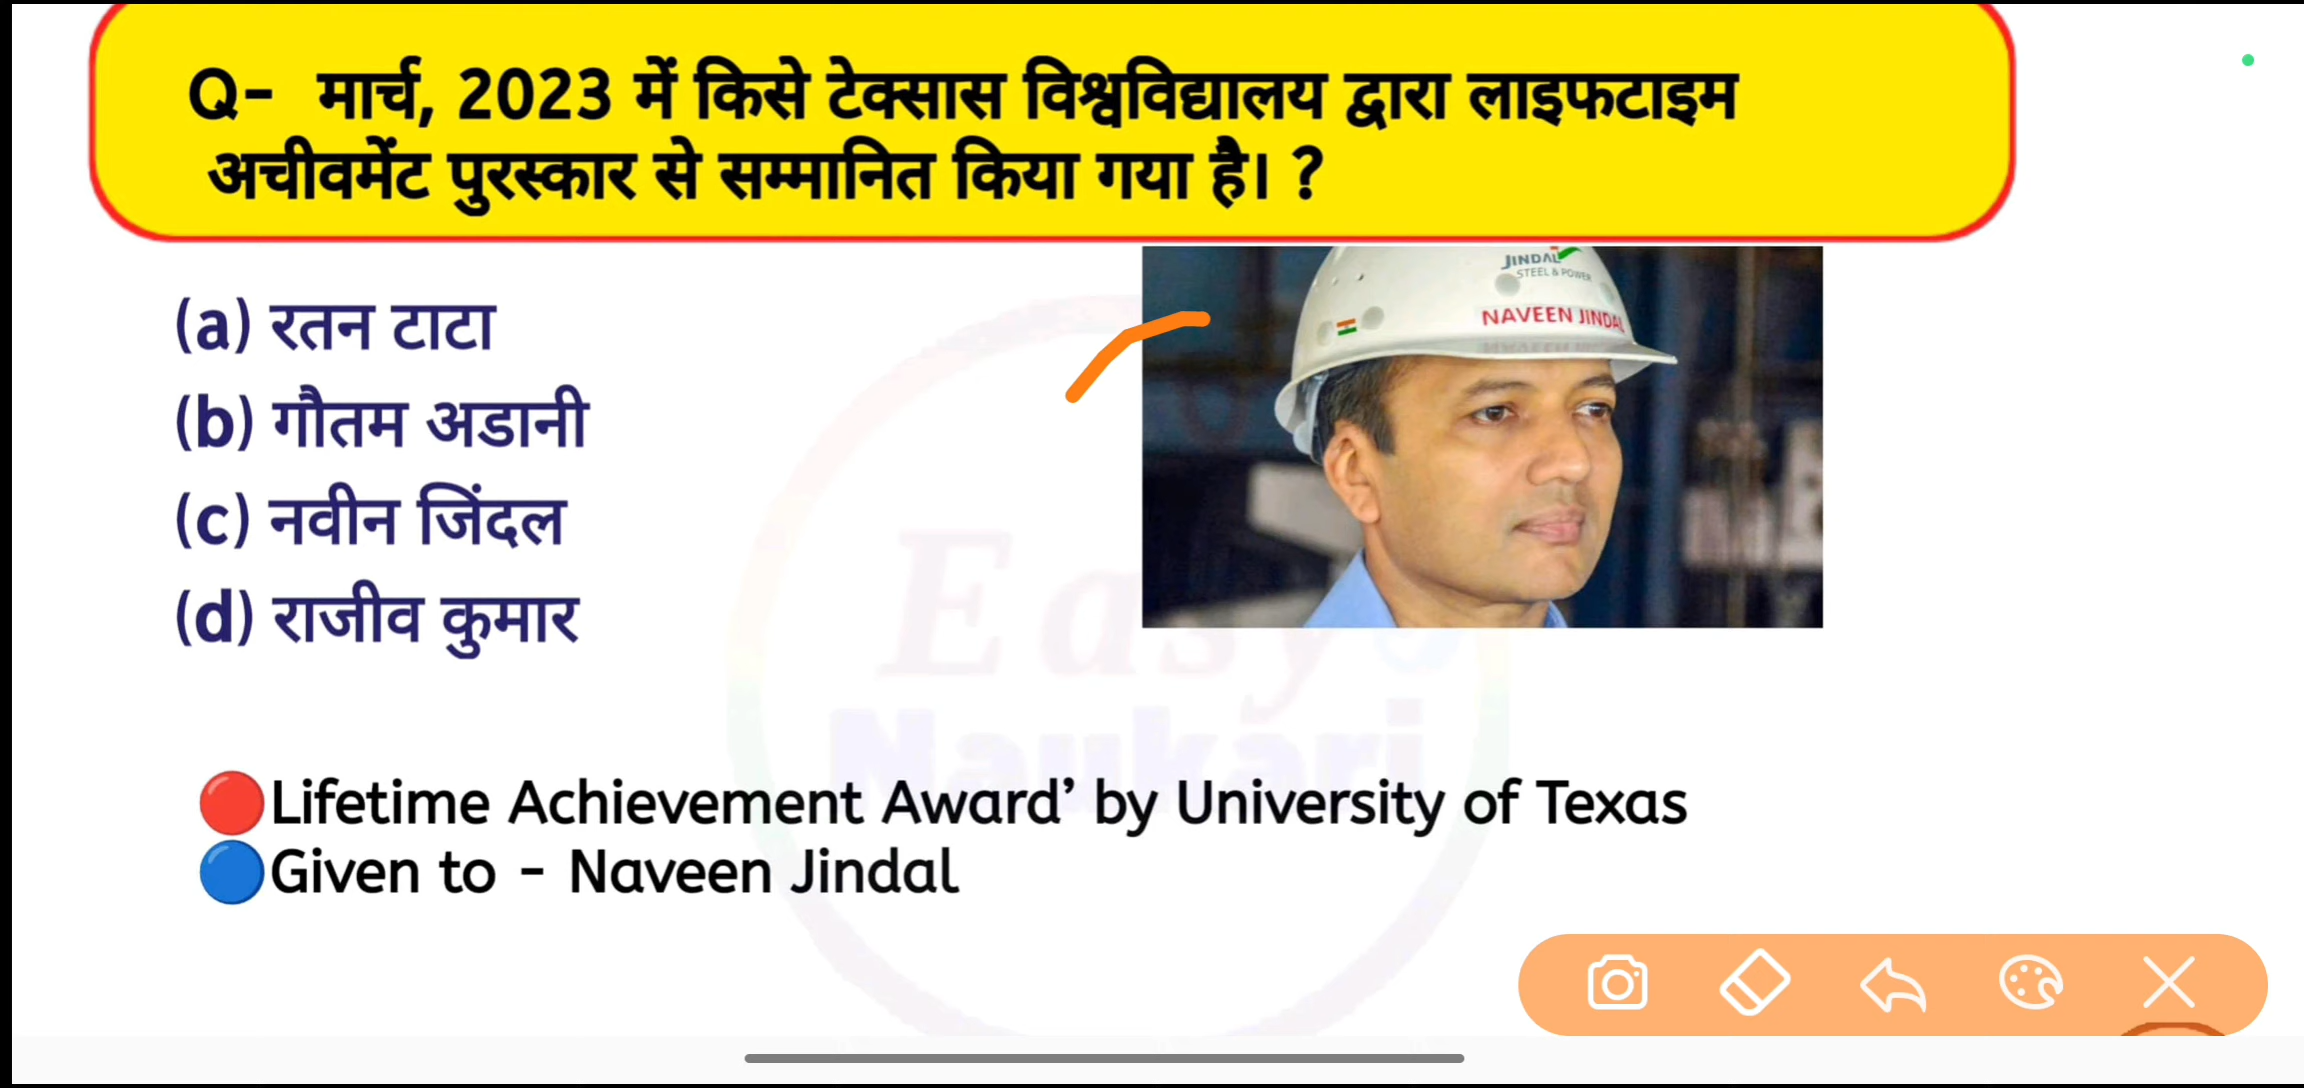 Q- मार्च, 2023 में किसे टेक्सास विश्वविद्यालय द्वारा लाइफटाइम
अचीवमेंट पुरस्कार से सम्मानित किया गया है। ?
JINDAL
STEEL & POWER
NAVEEN JINDAL
(a) रतन टाटा
(b) गौतम अडानी
(c) नवीन जिंदल
(d) राजीव कुमार
Easy
Naukari
Lifetime Achievement Award’ by University of Texas
Given to - Naveen Jindal